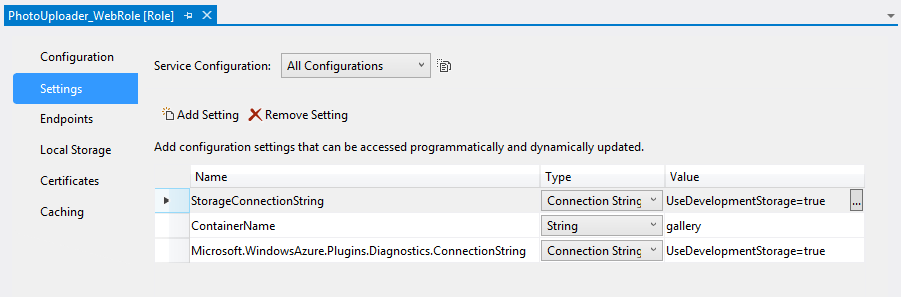 PhotoUploader_WebRole [Role]
Configuration
Settings
Endpoints
Local Storage
Certificates
Caching
Service Configuration: All Configurations
Add Setting Remove Setting
Add configuration settings that can be accessed programmatically and dynamically updated.
Name Type Value
StorageConnectionString Connection String UseDevelopmentStorage=true ...
ContainerName String gallery
Microsoft.WindowsAzure.Plugins.Diagnostics.ConnectionString Connection String UseDevelopmentStorage=true